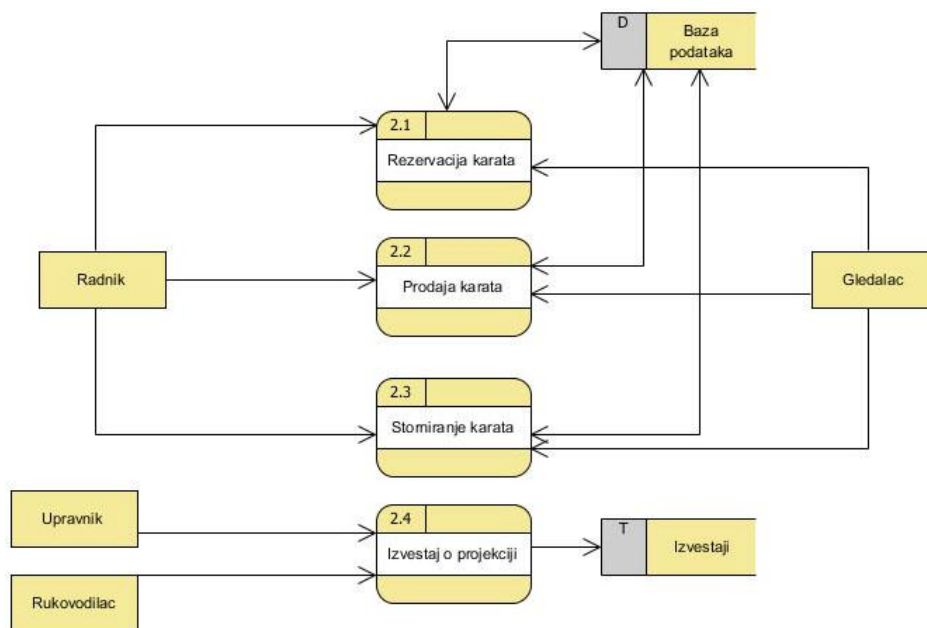 D
Baza
podataka
2.1
Rezervacija karata
2.2
Radnik
Prodaja karata
Gledalac
2.3
Storniranje karata
2.4
Upravnik
T
Izvestaj o projekciji
Izvestaji
Rukovodilac